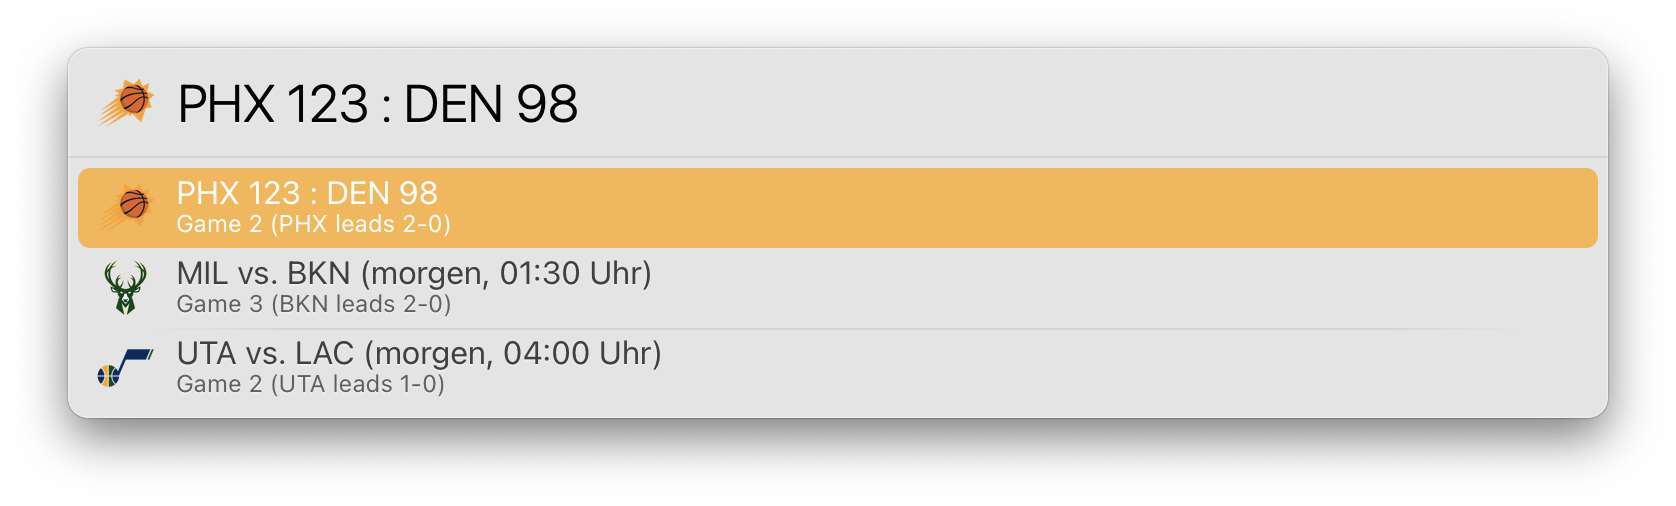 PHX 123 : DEN 98
PHX 123 : DEN 98
Game 2 (PHX leads 2-0)
MIL vs. BKN (morgen, 01:30 Uhr)
Game 3 (BKN leads 2-0)
UTA vs. LAC (morgen, 04:00 Uhr)
Game 2 (UTA leads 1-0)